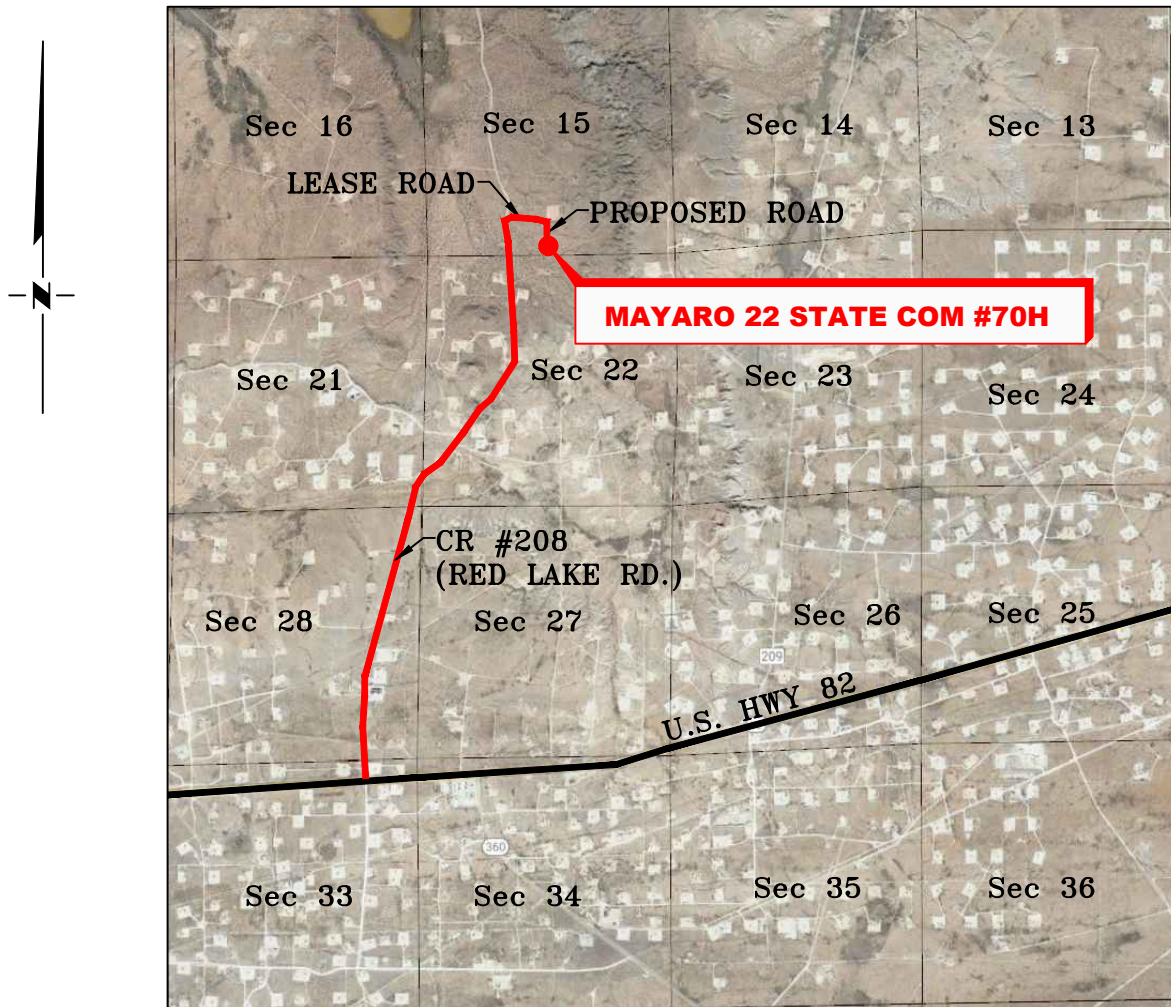 Sec 16
Sec 15
Sec 14
Sec 13
LEASE ROAD
PROPOSED ROAD
N
MAYARO 22 STATE COM #70H
Sec 21
Sec 22
Sec 23
Sec 24
CR #208
(RED LAKE RD.)
Sec 28
Sec 27
Sec 26
Sec 25
209
U.S. HWY 82
360
Sec 33
Sec 34
Sec 35
Sec 36